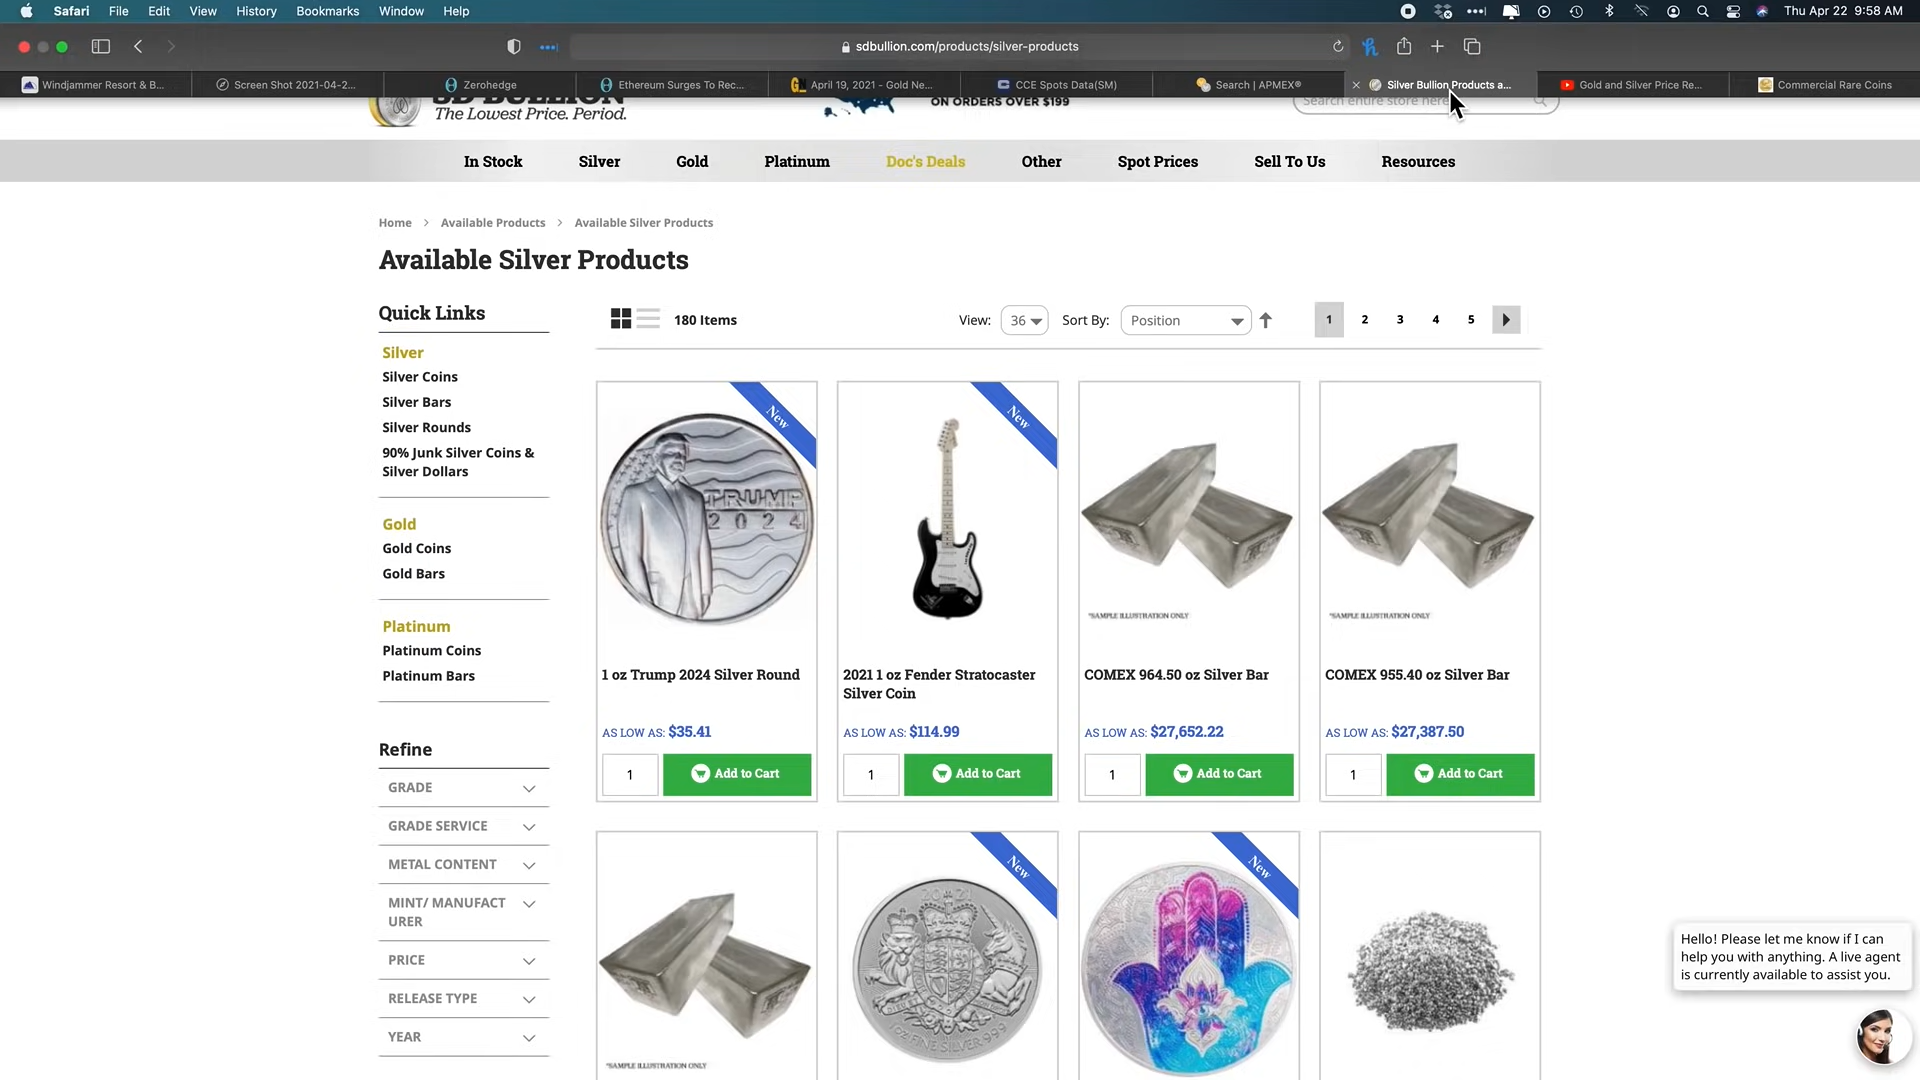 Safari File Edit View History Bookmarks Window Help Thu Apr 22 9:58 AM
sdbullion.com/products/silver-products
Windjammer Resort & B... Screen Shot 2021-04-2... Zerohedge Ethereum Surges To Rec... April 19, 2021 - Gold Ne... CCE Spots Data(SM) Search | APMEX® Silver Bullion Products a... Gold and Silver Price Re... Commercial Rare Coins
SD BULLION
The Lowest Price. Period.
ON ORDERS OVER $199
Search entire store here
In Stock Silver Gold Platinum Doc's Deals Other Spot Prices Sell To Us Resources
Home > Available Products > Available Silver Products
Available Silver Products
Quick Links
Silver
Silver Coins
Silver Bars
Silver Rounds
90% Junk Silver Coins &
Silver Dollars
Gold
Gold Coins
Gold Bars
Platinum
Platinum Coins
Platinum Bars
Refine
GRADE
GRADE SERVICE
METAL CONTENT
MINT/ MANUFACT
URER
PRICE
RELEASE TYPE
YEAR
180 Items View: 36 Sort By: Position 1 2 3 4 5
New
TRUMP
2024
1 oz Trump 2024 Silver Round
AS LOW AS: $35.41
1 Add to Cart
New
2021 1 oz Fender Stratocaster
Silver Coin
AS LOW AS: $114.99
1 Add to Cart
*SAMPLE ILLUSTRATION ONLY
COMEX 964.50 oz Silver Bar
AS LOW AS: $27,652.22
1 Add to Cart
*SAMPLE ILLUSTRATION ONLY
COMEX 955.40 oz Silver Bar
AS LOW AS: $27,387.50
1 Add to Cart
*SAMPLE ILLUSTRATION ONLY
New
2021
1OZ FINE SILVER 999
New
Hello! Please let me know if I can
help you with anything. A live agent
is currently available to assist you.